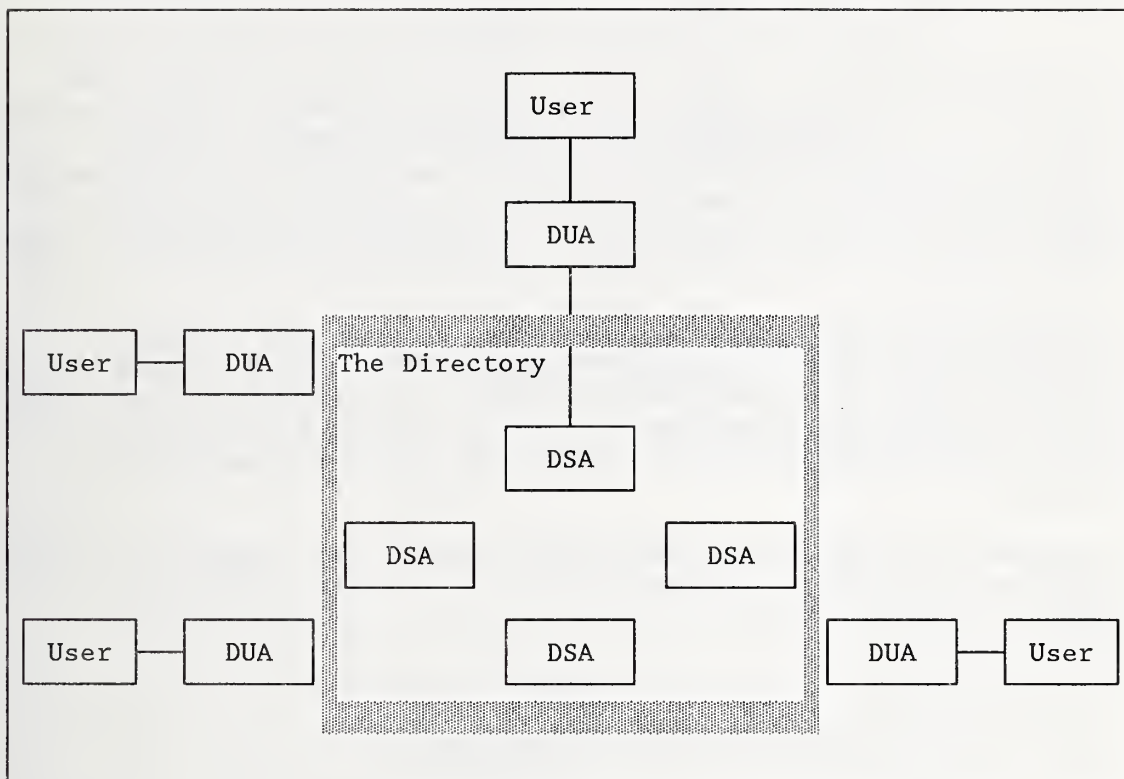 User
DUA
User DUA
The Directory
DSA
DSA DSA
User DUA DSA DUA User